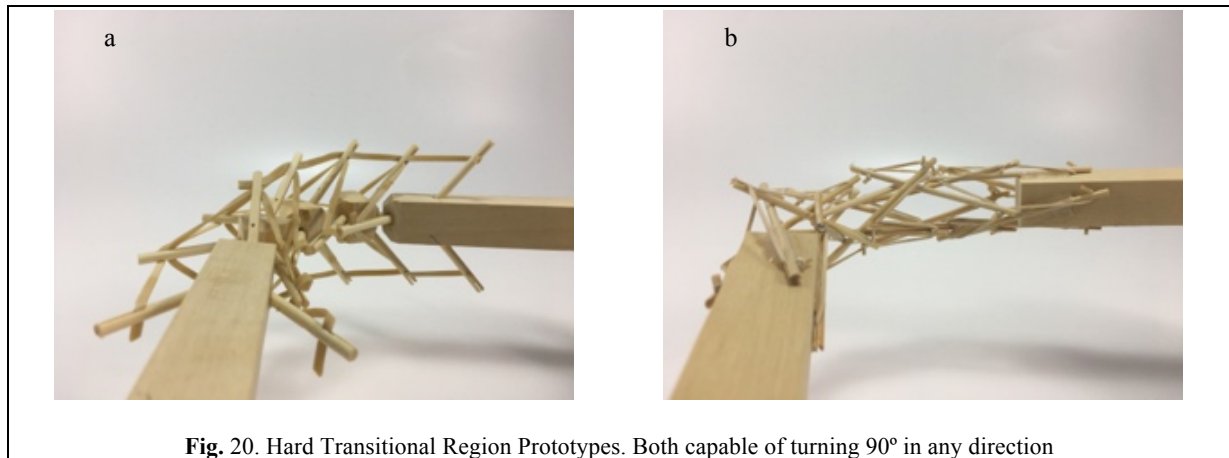 a
b
Fig. 20. Hard Transitional Region Prototypes. Both capable of turning 90º in any direction